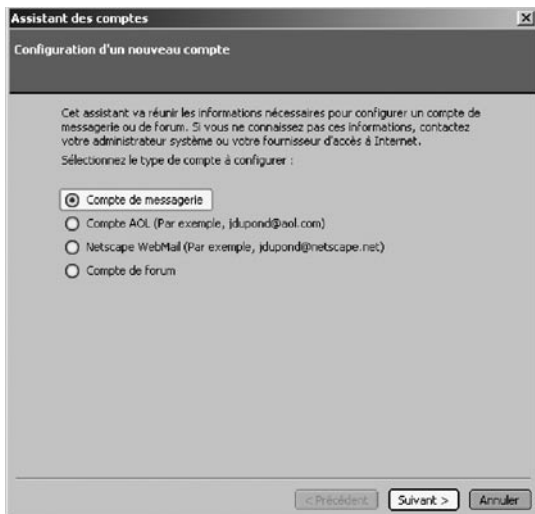 Assistant des comptes
Configuration d'un nouveau compte
Cet assistant va réunir les informations nécessaires pour configurer un compte de
messagerie ou de forum. Si vous ne connaissez pas ces informations, contactez
votre administrateur système ou votre fournisseur d'accès à Internet.
Sélectionnez le type de compte à configurer :
Compte de messagerie
Compte AOL (Par exemple, jdupond@aol.com)
Netscape WebMail (Par exemple, jdupond@netscape.net)
Compte de forum
< Précédent Suivant > Annuler